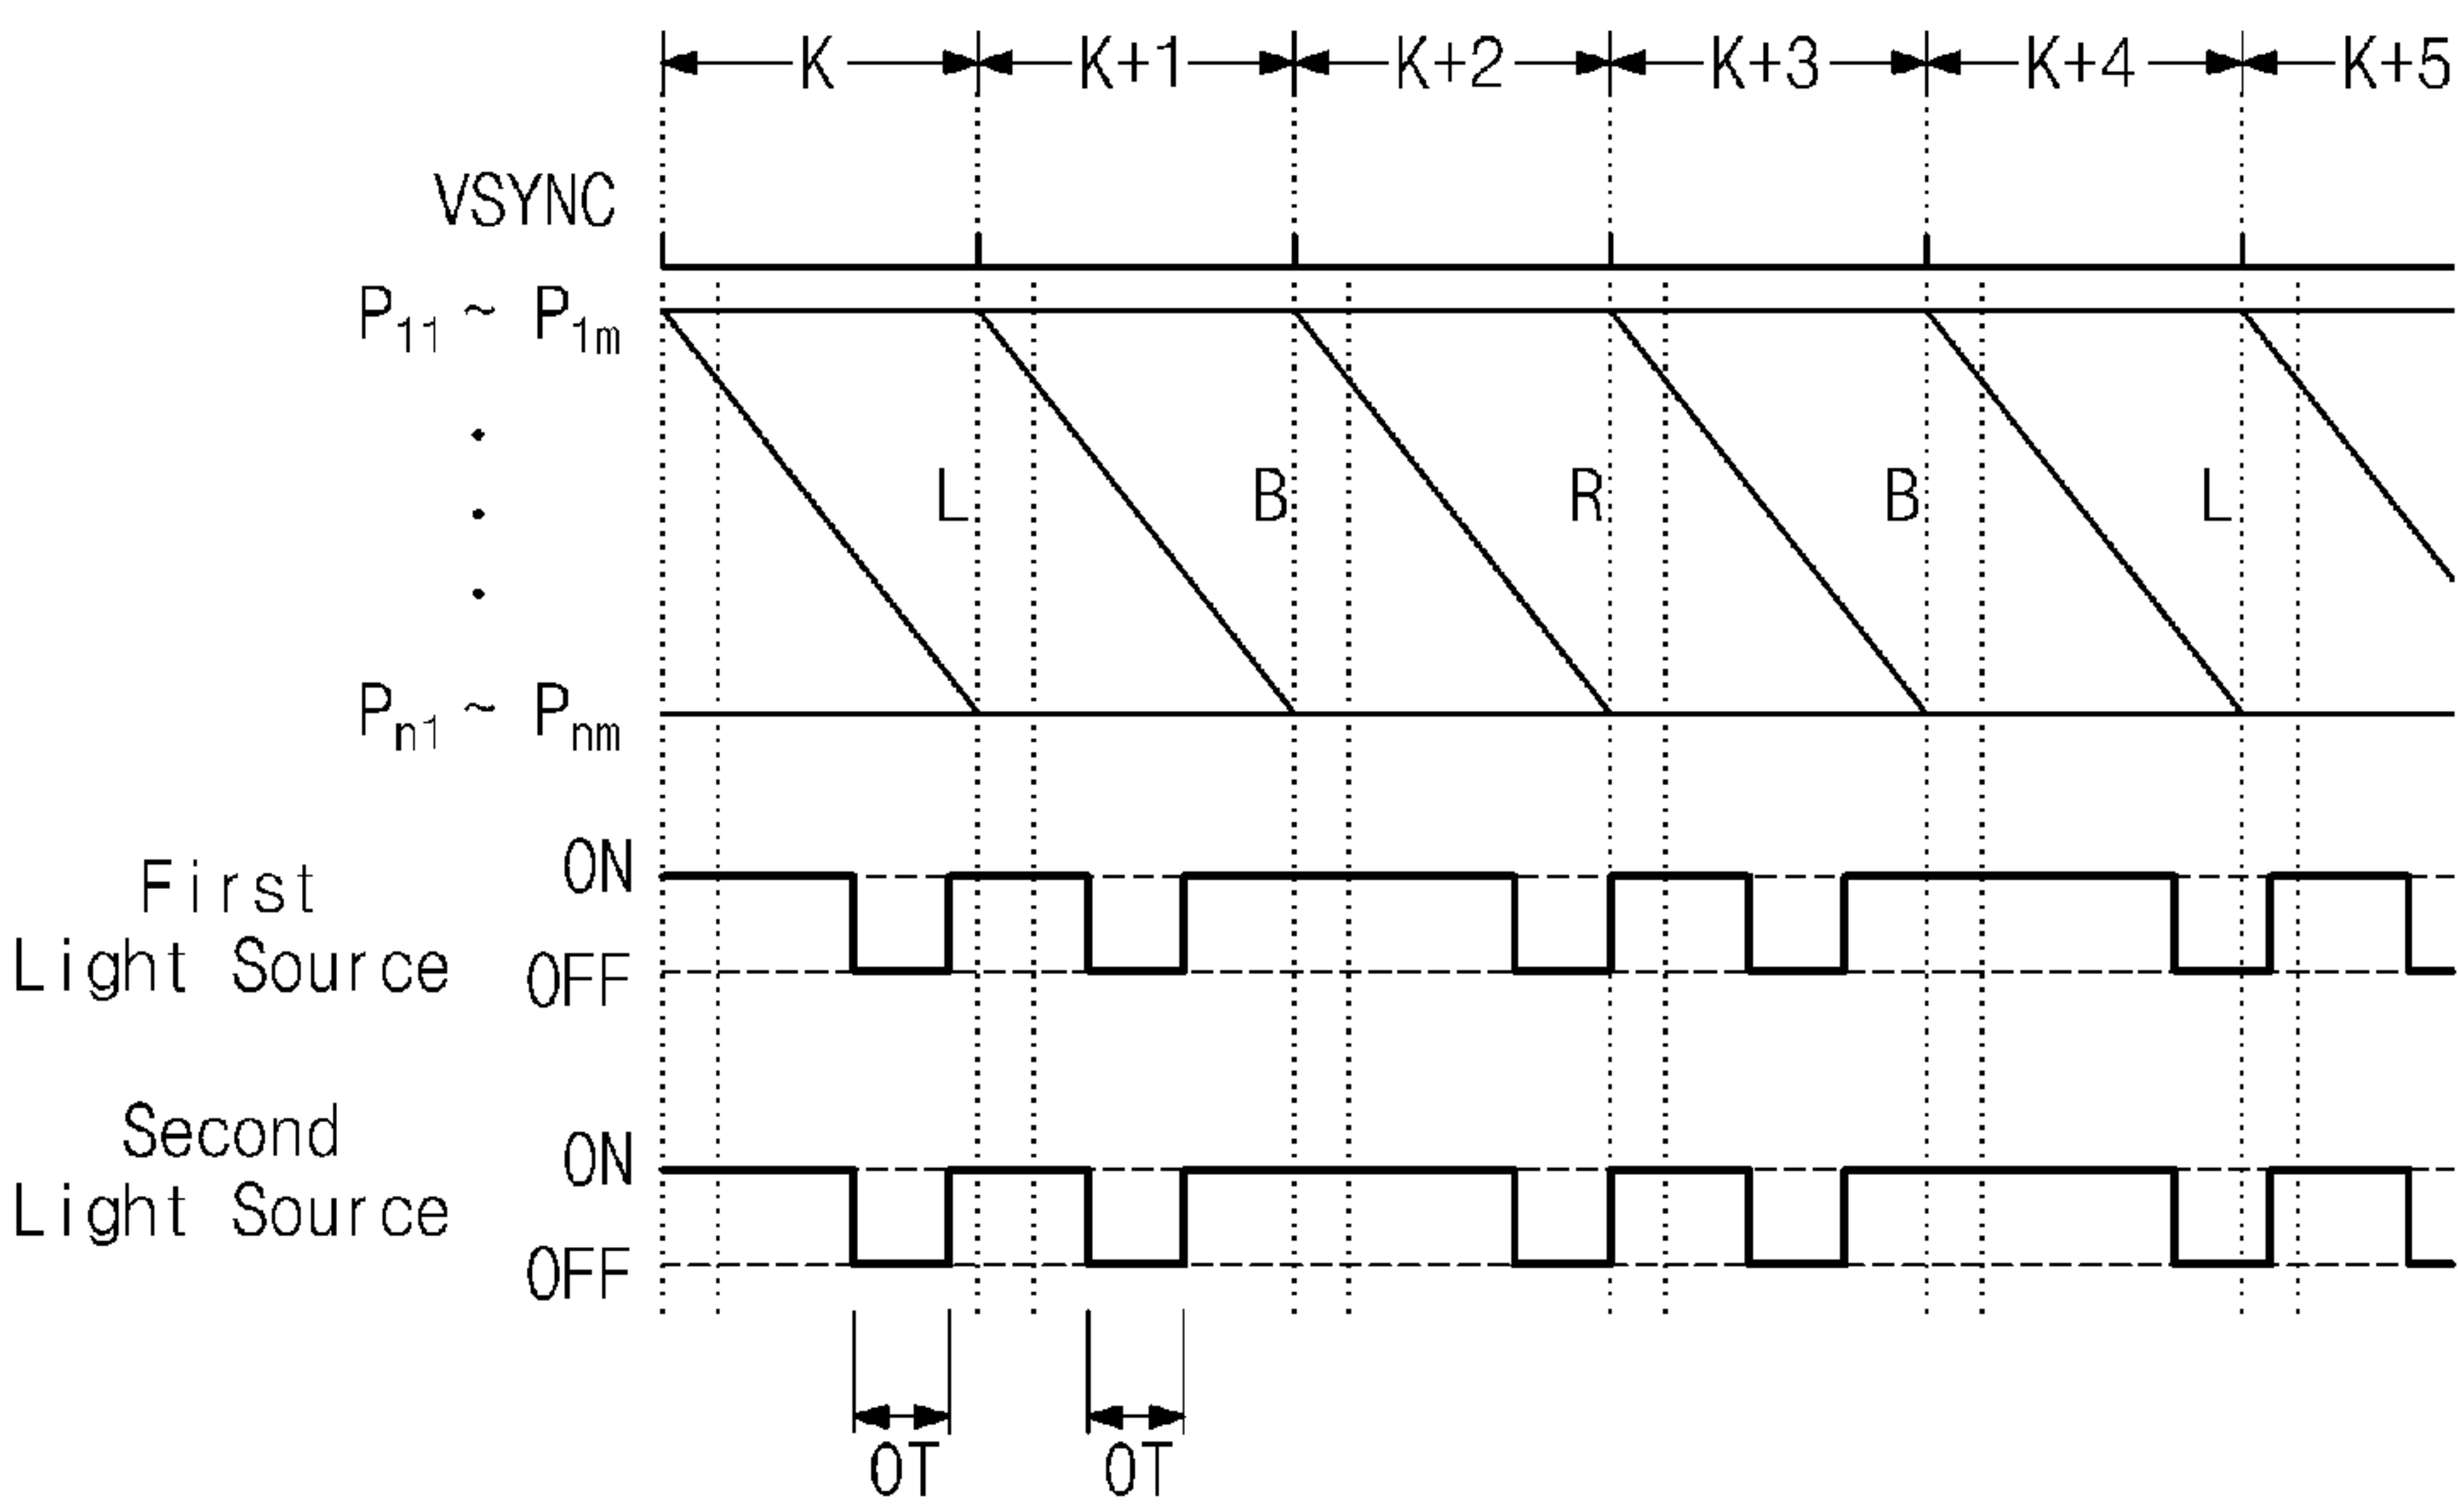 K K+1 K+2 K+3 K+4 K+5
VSYNC
P11 ~ P1m
L B R B L
Pn1 ~ Pnm
First
Light Source
ON
OFF
Second
Light Source
ON
OFF
OT OT